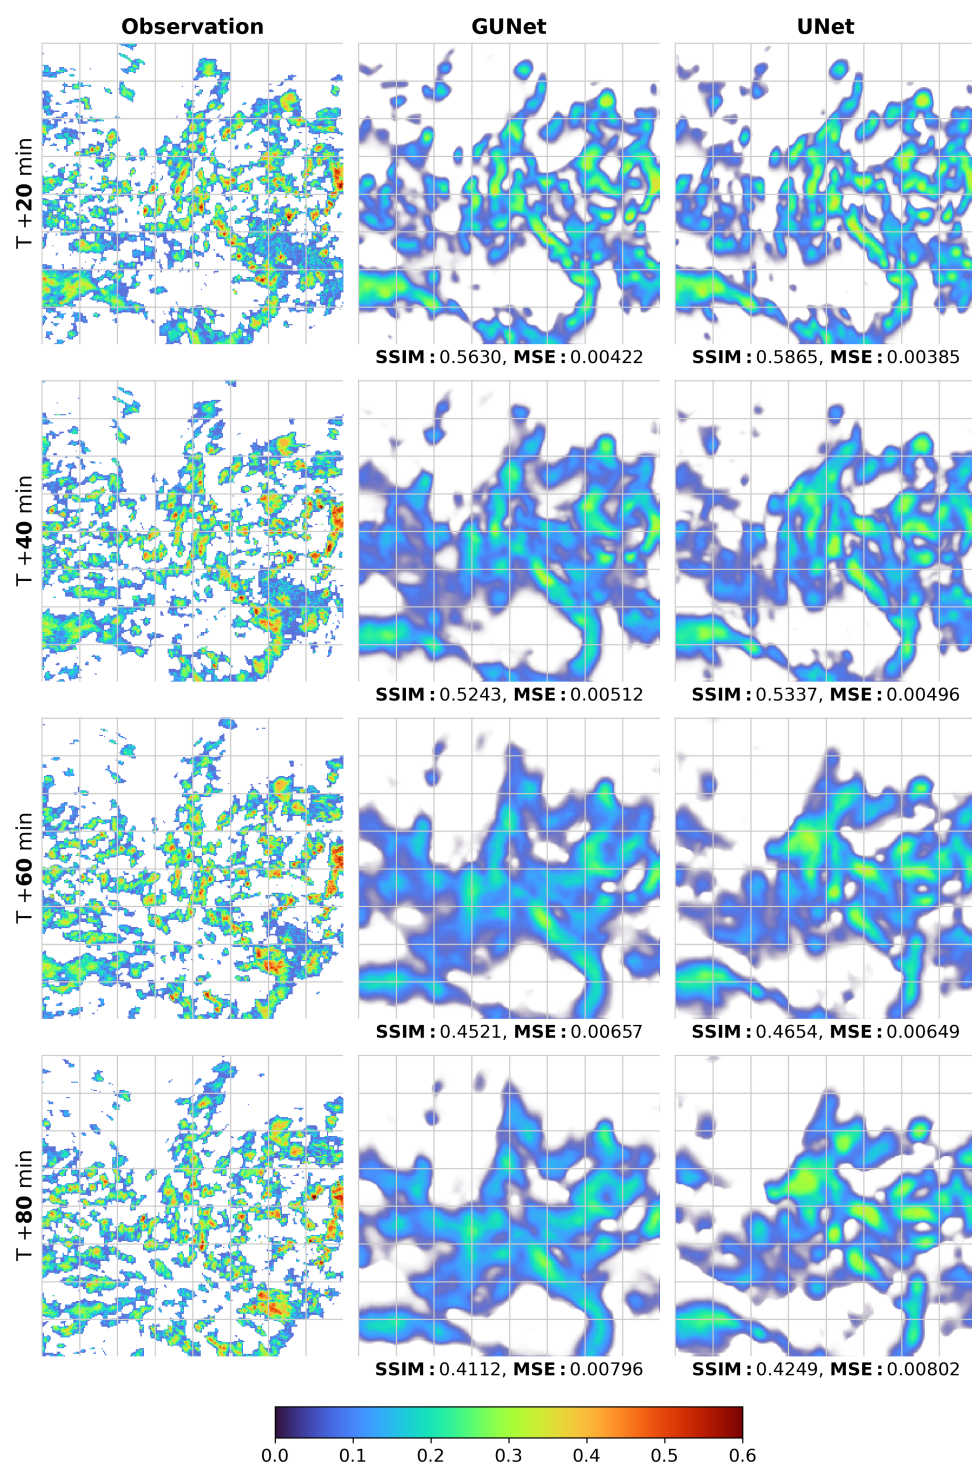 Observation GUNet UNet
T +20 min
SSIM: 0.5630, MSE: 0.00422 SSIM: 0.5865, MSE: 0.00385
T +40 min
SSIM: 0.5243, MSE: 0.00512 SSIM: 0.5337, MSE: 0.00496
T +60 min
SSIM: 0.4521, MSE: 0.00657 SSIM: 0.4654, MSE: 0.00649
T +80 min
SSIM: 0.4112, MSE: 0.00796 SSIM: 0.4249, MSE: 0.00802
0.0 0.1 0.2 0.3 0.4 0.5 0.6